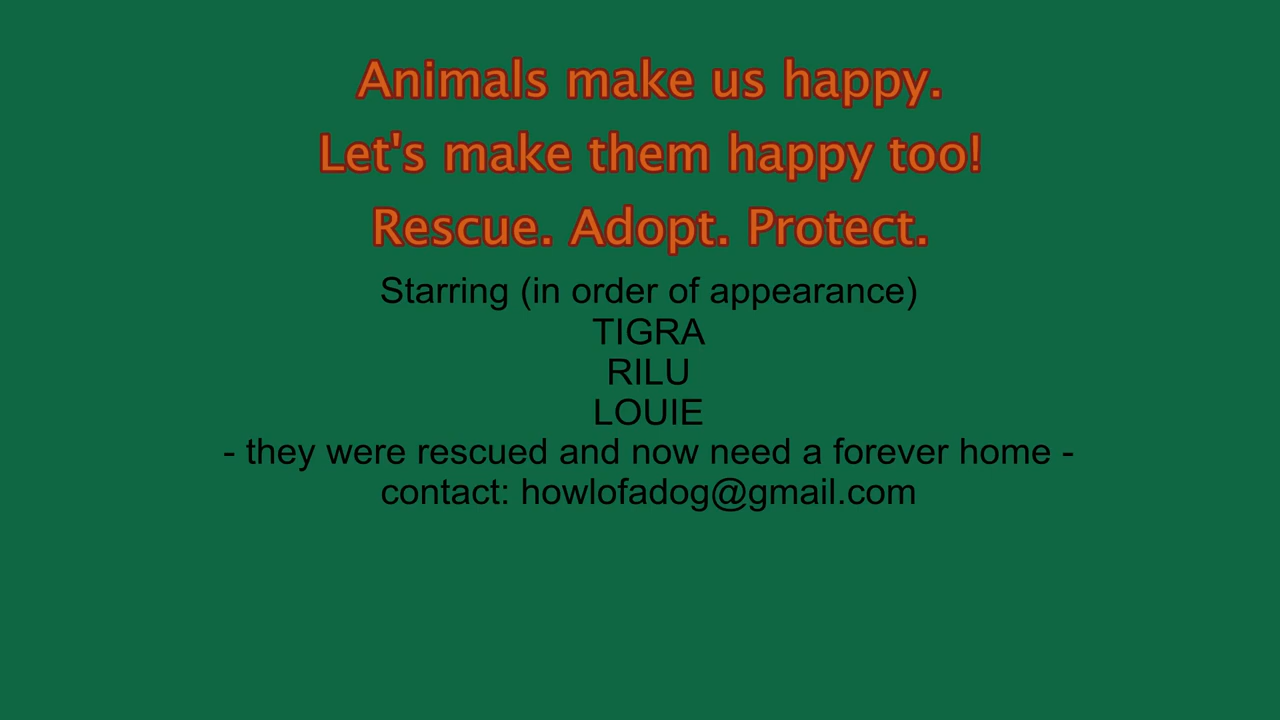 Animals make us happy.
Let's make them happy too!
Rescue. Adopt. Protect.
Starring (in order of appearance)
TIGRA
RILU
LOUIE
- they were rescued and now need a forever home -
contact: howlofadog@gmail.com